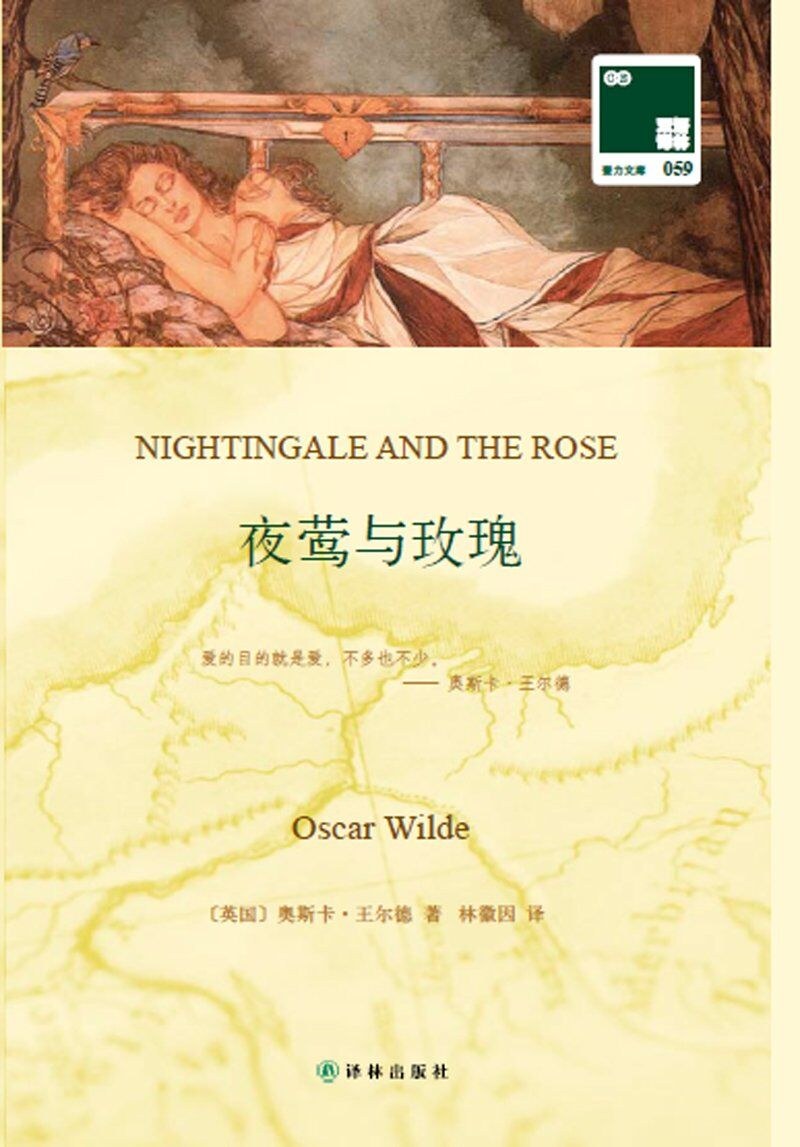 壹力文库 059
NIGHTINGALE AND THE ROSE
夜莺与玫瑰
爱的目的就是爱，不多也不少。
—— 奥斯卡·王尔德
Oscar Wilde
〔英国〕奥斯卡·王尔德 著 林徽因 译
译林出版社